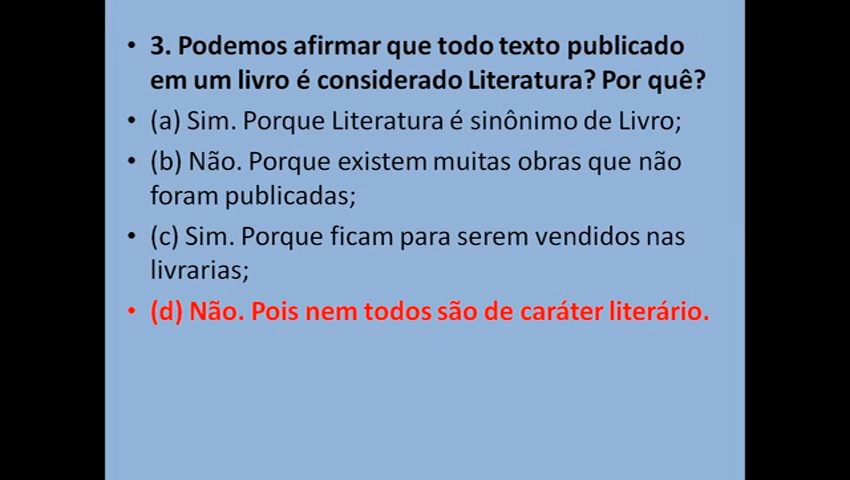 • 3. Podemos afirmar que todo texto publicado
em um livro é considerado Literatura? Por quê?
• (a) Sim. Porque Literatura é sinônimo de Livro;
• (b) Não. Porque existem muitas obras que não
foram publicadas;
• (c) Sim. Porque ficam para serem vendidos nas
livrarias;
• (d) Não. Pois nem todos são de caráter literário.